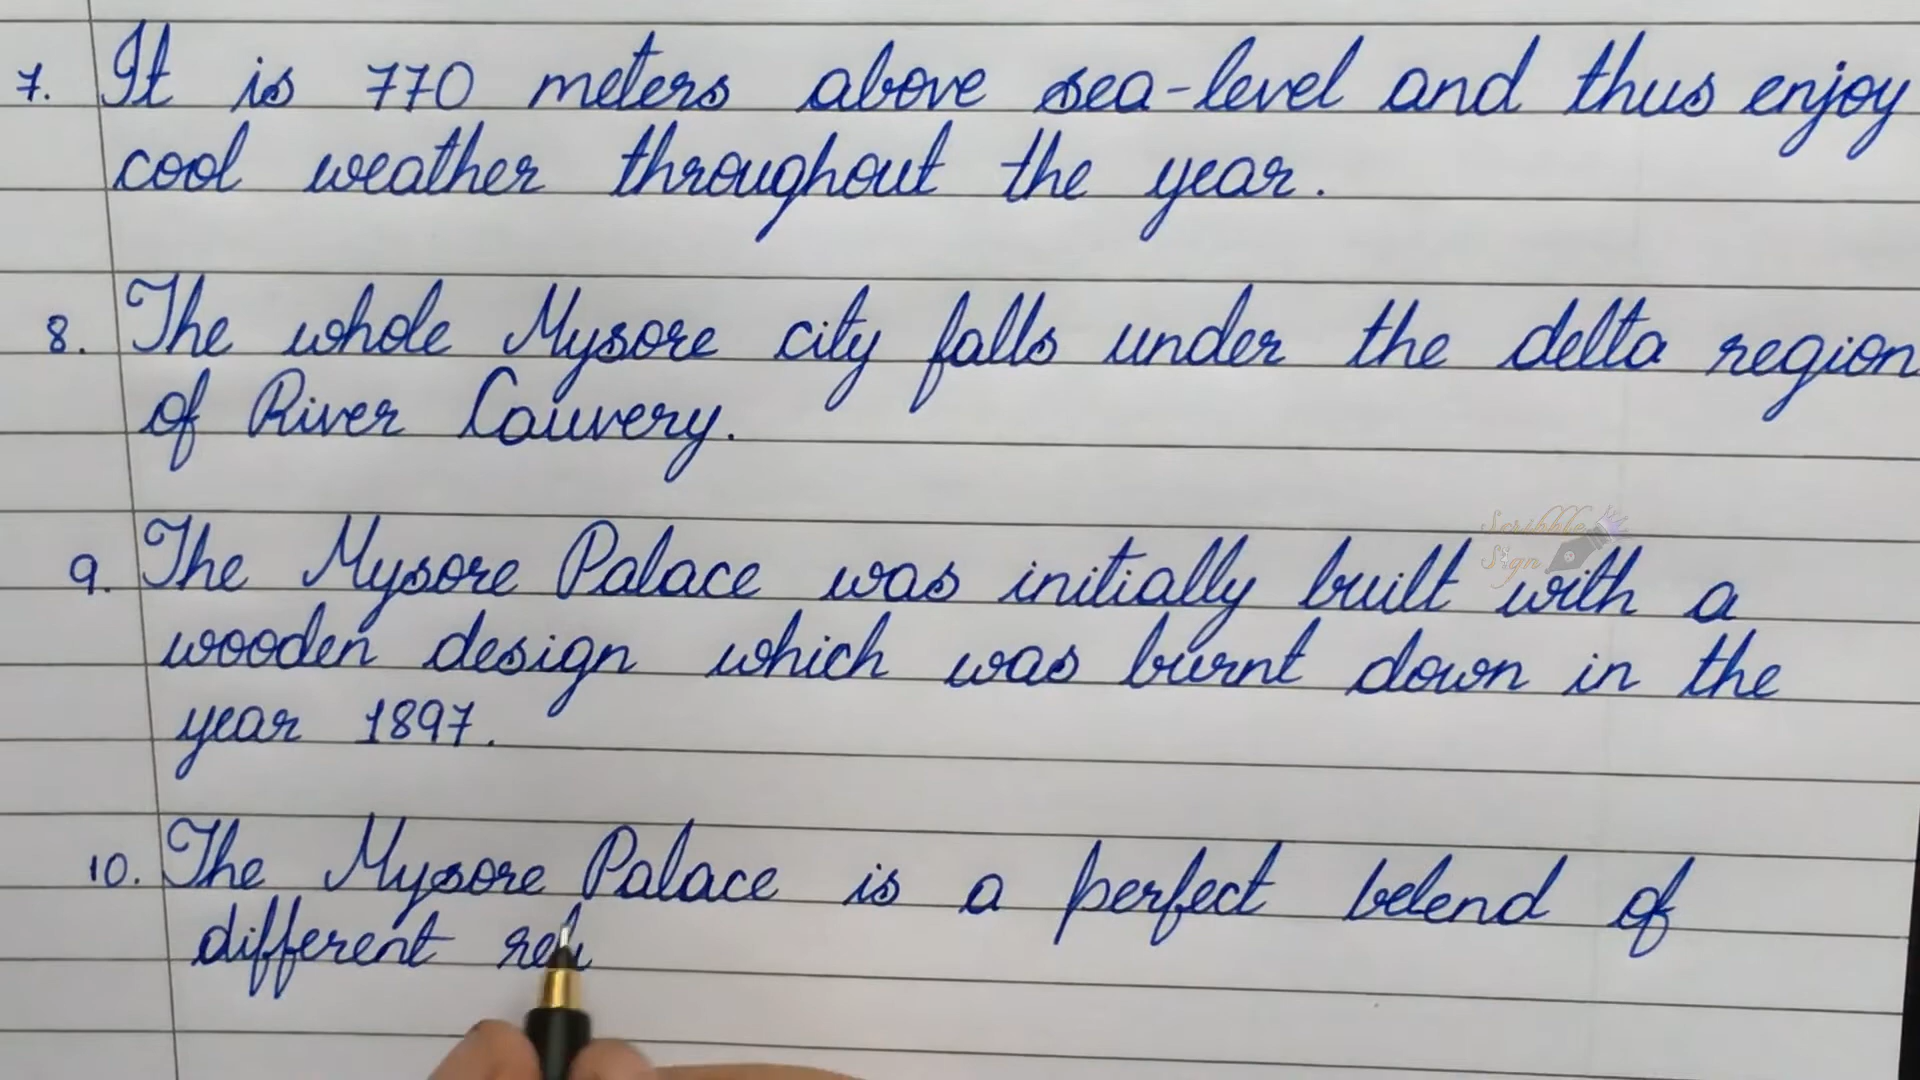 7. It is 770 meters above sea-level and thus enjoy
cool weather throughout the year.
8. The whole Mysore city falls under the delta region
of River Cauvery.
Scribble
Sign
9. The Mysore Palace was initially built with a
wooden design which was burnt down in the
year 1897.
10. The Mysore Palace is a perfect belend of
different